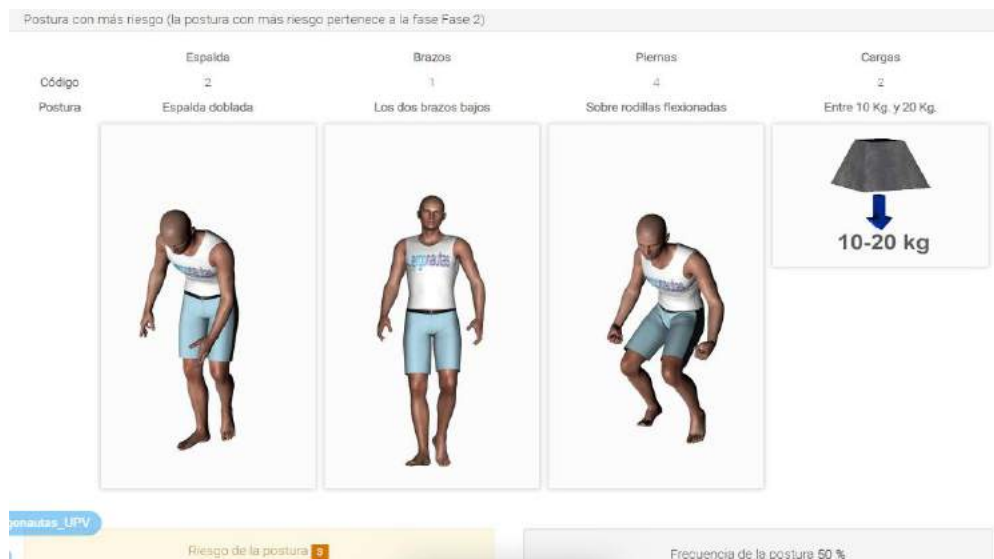 Postura con más riesgo (la postura con más riesgo pertenece a la fase Fase 2)
Espalda Brazos Piernas Cargas
Código 2 1 4 2
Postura Espalda doblada Los dos brazos bajos Sobre rodillas flexionadas Entre 10 Kg. y 20 Kg.
10-20 kg
gonautas_UPV
Riesgo de la postura 3
Frecuencia de la postura 50 %